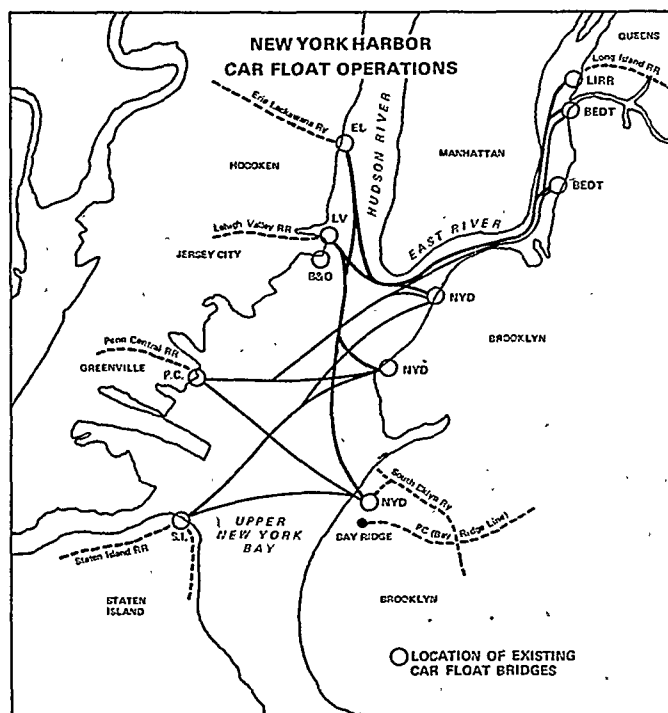 NEW YORK HARBOR
CAR FLOAT OPERATIONS
QUEENS
Long Island RR
LIRR
BEDT
BEDT
Erie Lackawana Ry
EL
HOBOKEN
HUDSON RIVER
MANHATTAN
EAST RIVER
Lehigh Valley RR
LV
JERSEY CITY
B&O
NYD
BROOKLYN
Penn Central RR
GREENVILLE
P.C.
NYD
South Bklyn Ry
NYD
BAY RIDGE
P.C. (Bay Ridge Line)
S.I.
UPPER
NEW YORK
BAY
Staten Island RR
STATEN
ISLAND
BROOKLYN
LOCATION OF EXISTING
CAR FLOAT BRIDGES